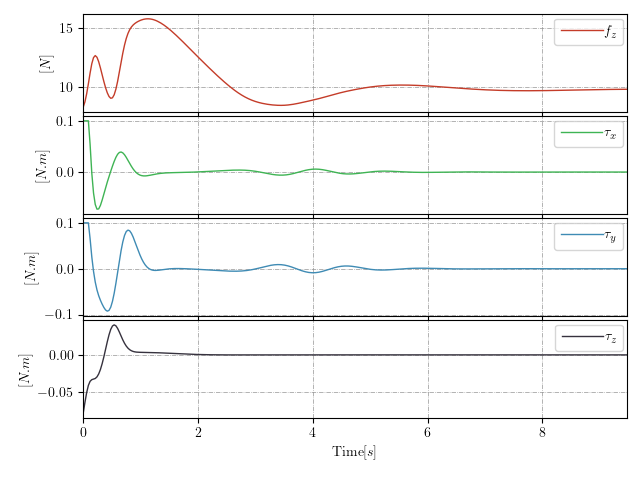 15
10
[N]
f_z
0.1
0.0
[N.m]
τ_x
0.1
0.0
−0.1
[N.m]
τ_y
0.00
−0.05
[N.m]
τ_z
0 2 4 6 8
Time[s]